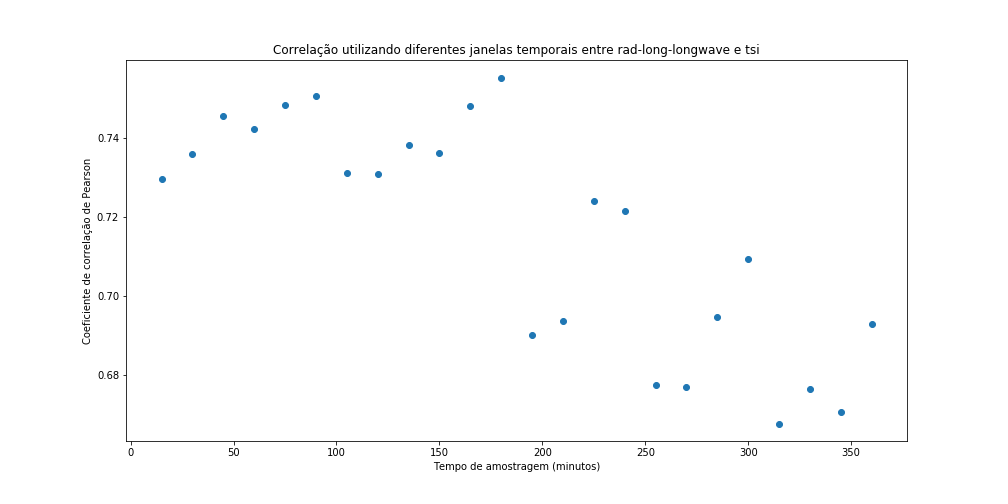 Correlação utilizando diferentes janelas temporais entre rad-long-longwave e tsi
Coeficiente de correlação de Pearson
0.74
0.72
0.70
0.68
0 50 100 150 200 250 300 350
Tempo de amostragem (minutos)